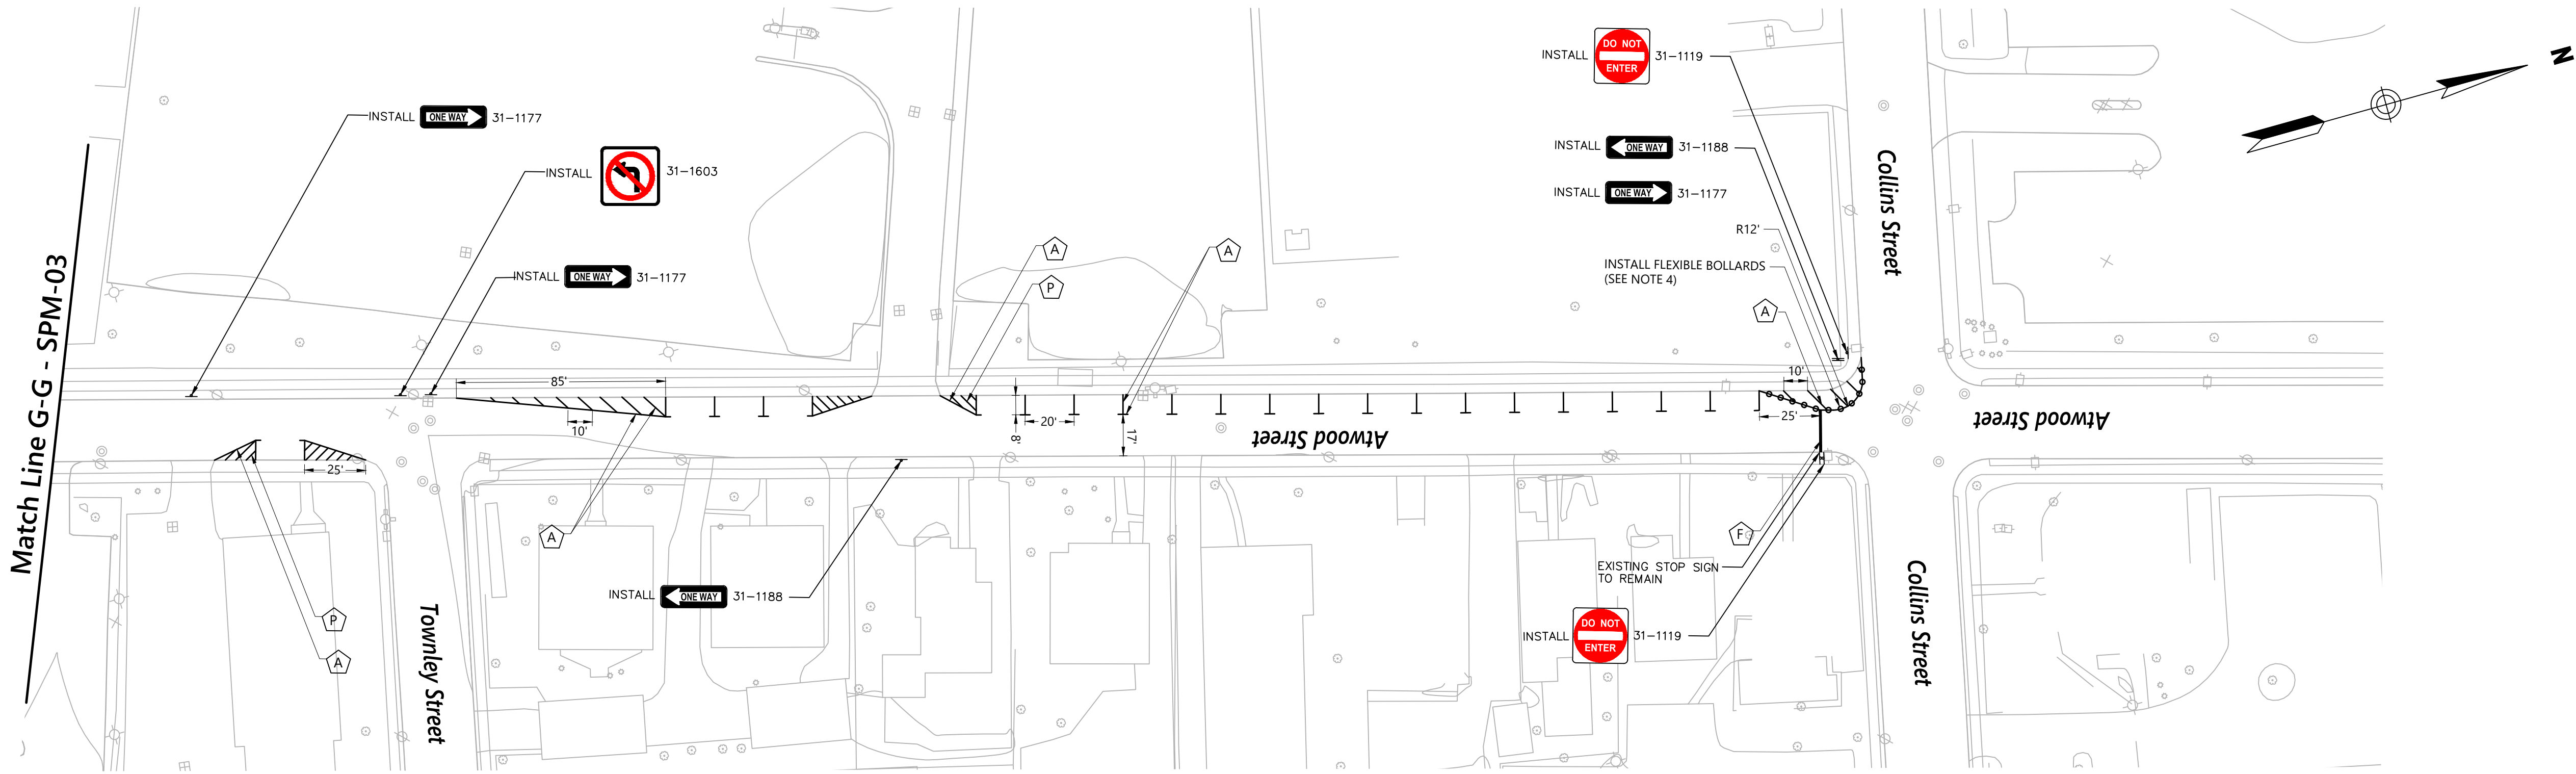 Match Line G-G - SPM-03
INSTALL ONE WAY 31-1177
INSTALL 31-1603
INSTALL ONE WAY 31-1177
85'
10'
25'
A
P
A
Townley Street
INSTALL ONE WAY 31-1188
A
P
A
20'
8'
17'
Atwood Street
INSTALL DO NOT ENTER 31-1119
INSTALL ONE WAY 31-1188
INSTALL ONE WAY 31-1177
R12'
INSTALL FLEXIBLE BOLLARDS
(SEE NOTE 4)
A
10'
25'
F
EXISTING STOP SIGN
TO REMAIN
INSTALL DO NOT ENTER 31-1119
Collins Street
Collins Street
Atwood Street
N